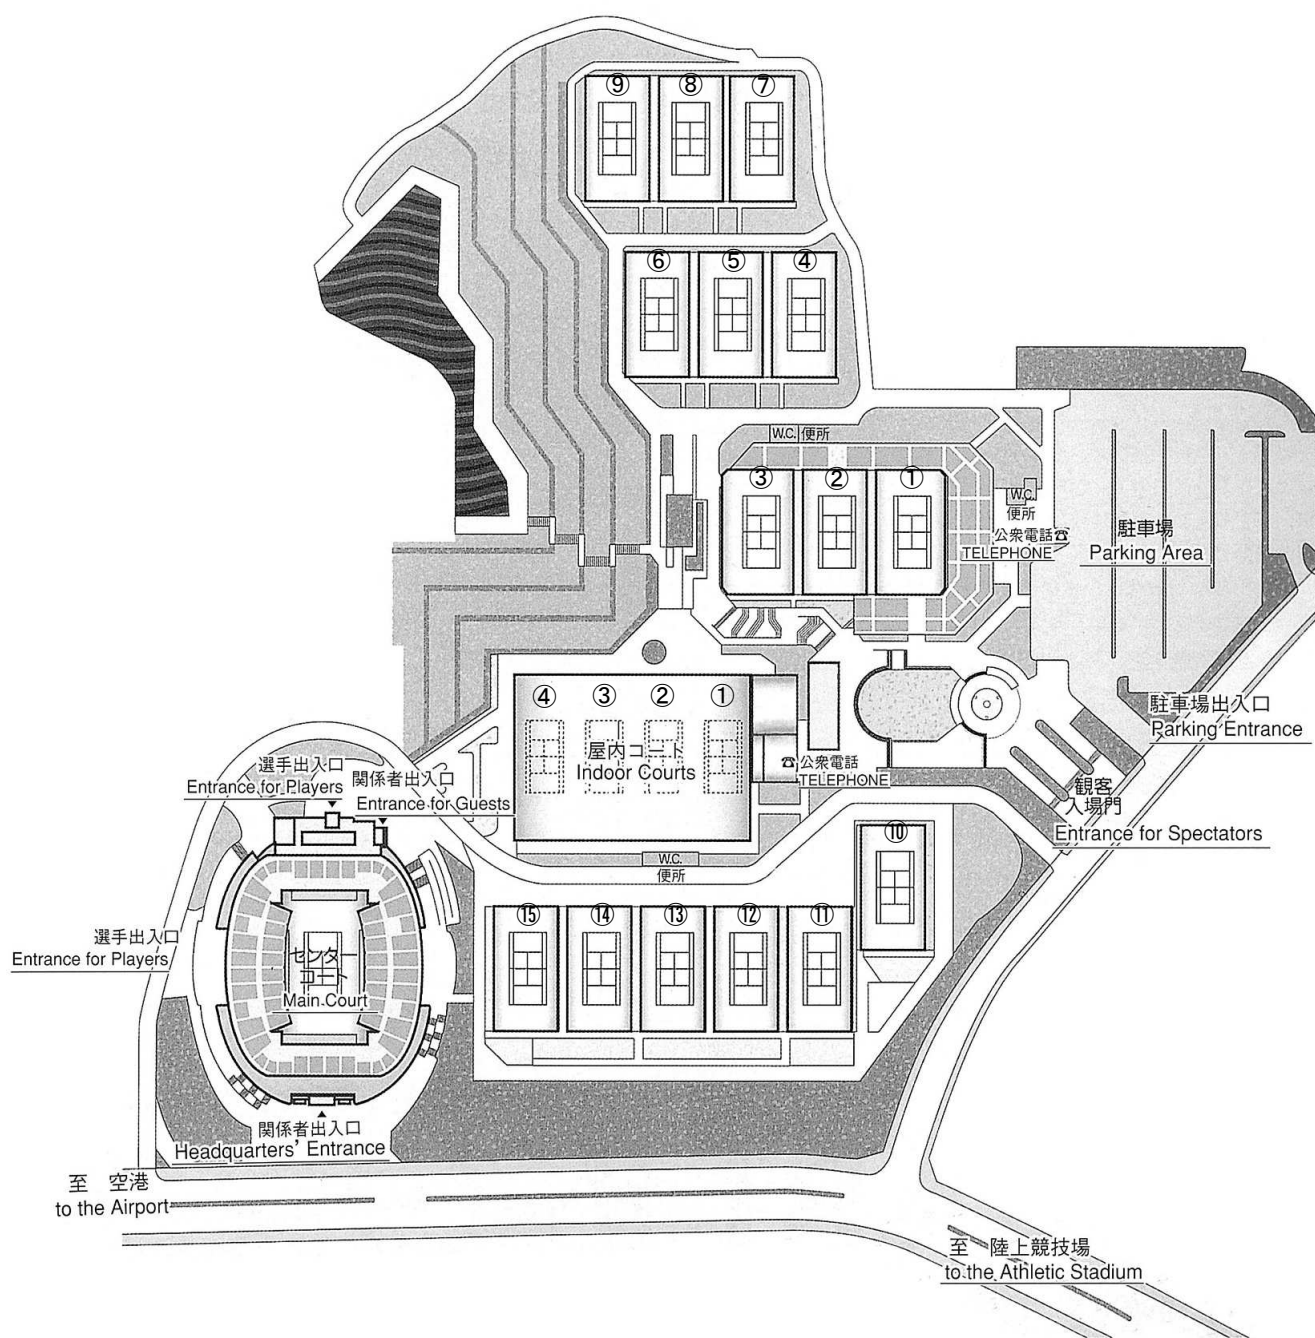 ⑨ ⑧ ⑦
⑥ ⑤ ④
W.C. 便所
③ ② ①
W.C.
便所
公衆電話☎
TELEPHONE
駐車場
Parking Area
駐車場出入口
Parking Entrance
④ ③ ② ①
屋内コート
Indoor Courts
☎公衆電話
TELEPHONE
観客
入場門
Entrance for Spectators
選手出入口
Entrance for Players
関係者出入口
Entrance for Guests
W.C.
便所
⑩
⑮ ⑭ ⑬ ⑫ ⑪
選手出入口
Entrance for Players
センター
コート
Main Court
関係者出入口
Headquarters' Entrance
至 空港
to the Airport
至 陸上競技場
to the Athletic Stadium